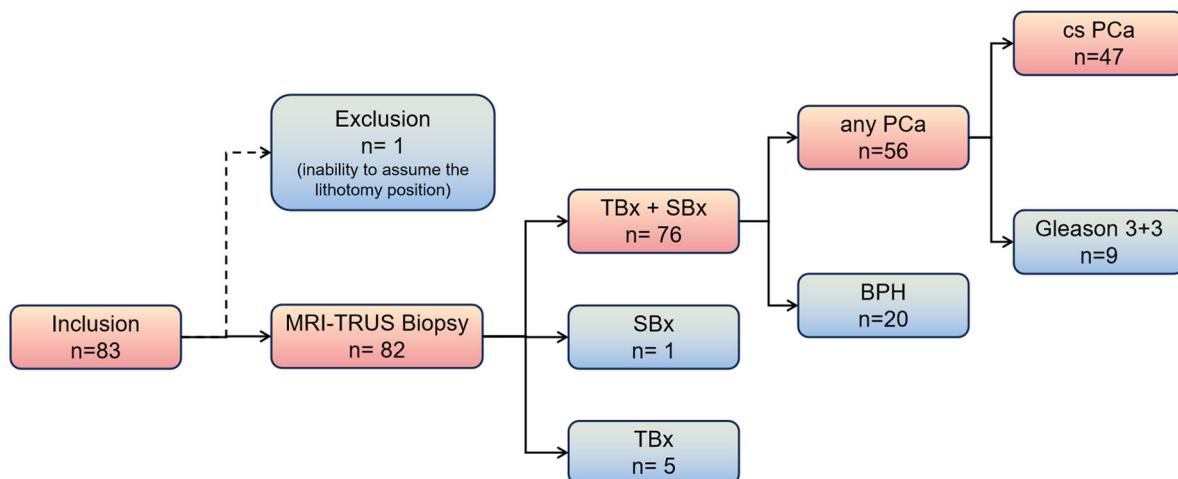 Inclusion
n=83
Exclusion
n= 1
(inability to assume the
lithotomy position)
MRI-TRUS Biopsy
n= 82
TBx + SBx
n= 76
SBx
n= 1
TBx
n= 5
any PCa
n=56
BPH
n=20
cs PCa
n=47
Gleason 3+3
n=9